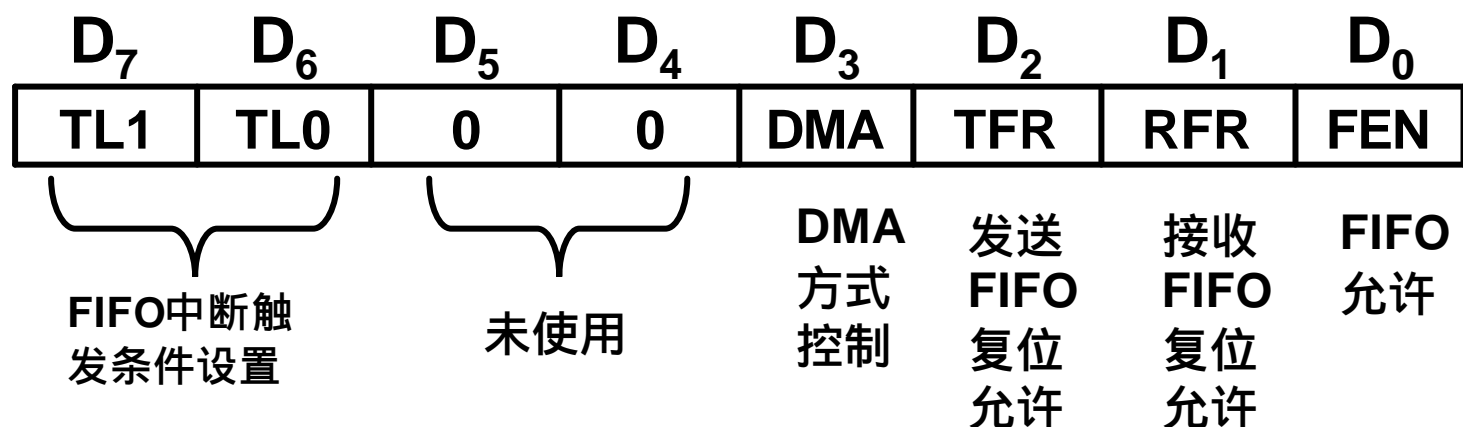 D7 D6 D5 D4 D3 D2 D1 D0
TL1 TL0 0 0 DMA TFR RFR FEN
FIFO中断触
发条件设置
未使用
DMA
方式
控制
发送
FIFO
复位
允许
接收
FIFO
复位
允许
FIFO
允许